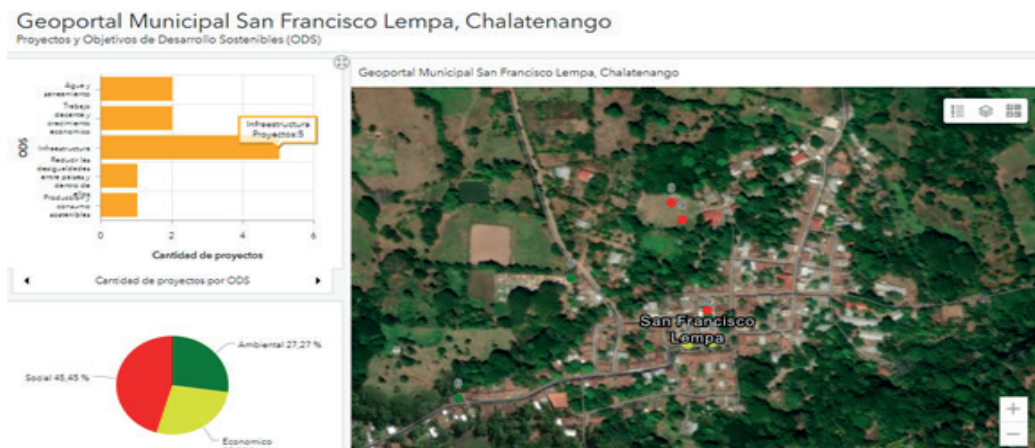 Geoportal Municipal San Francisco Lempa, Chalatenango
Proyectos y Objetivos de Desarrollo Sostenibles (ODS)
ODS
Agua y
saneamiento
Trabajo
decente y
crecimiento
economico
Infraestructura
Reducir las
desigualdades
entre países y
dentro de
ellos
Producción y
consumo
sostenibles
Infraestructura
Proyectos:5
0
2
4
6
Cantidad de proyectos
Cantidad de proyectos por ODS
Ambiental 27,27 %
Social 45,45 %
Economico
Geoportal Municipal San Francisco Lempa, Chalatenango
San Francisco
Lempa
+
−